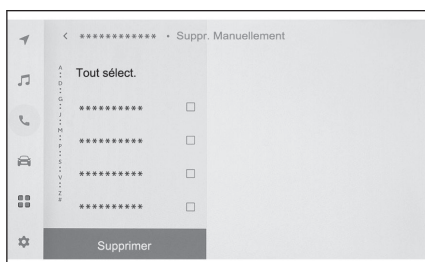 < ************ • Suppr. Manuellement
A
•
D
•
G
•
J
•
M
•
P
•
S
•
V
•
Z
#
Tout sélect.
**********
**********
**********
**********
Supprimer